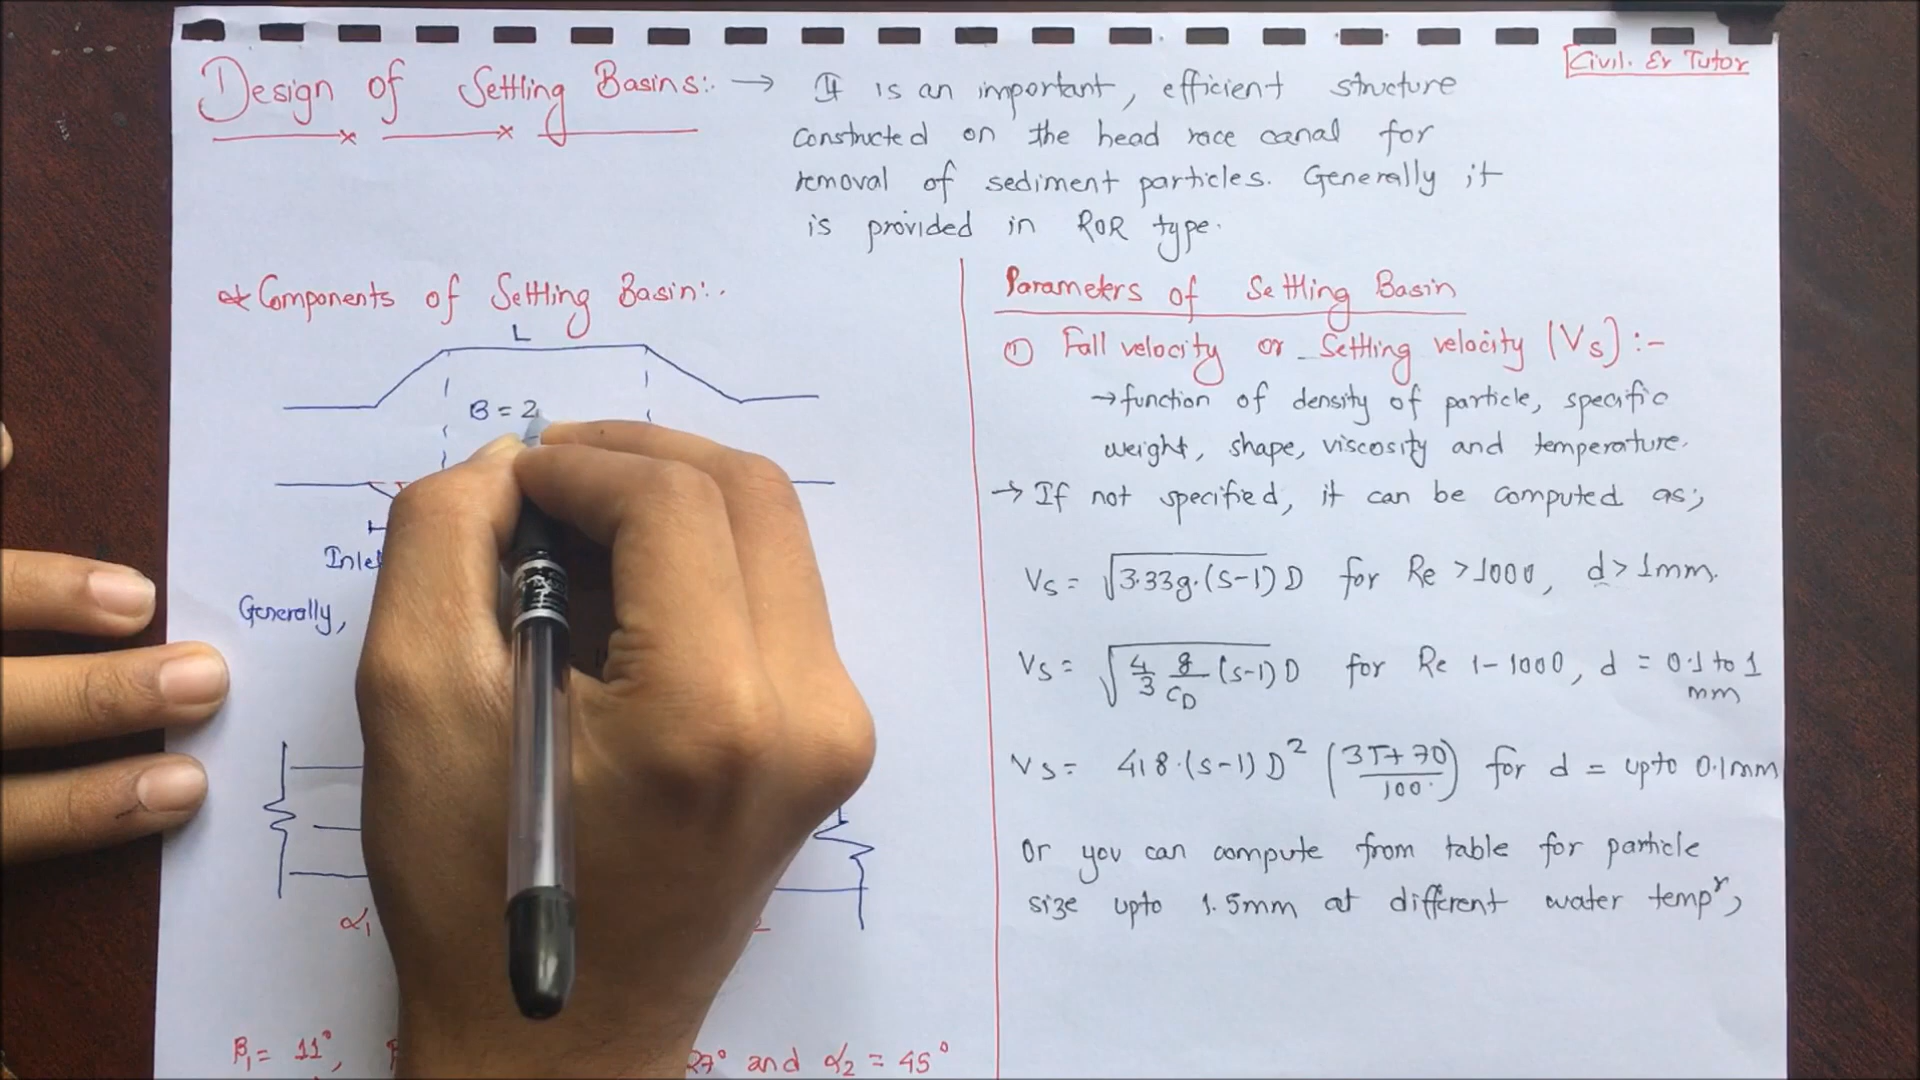 Civil. Er Tutor
Design of Settling Basins:- → It is an important, efficient structure
constructed on the head race canal for
removal of sediment particles. Generally it
is provided in ROR type.
* Components of Settling Basin:-
L
B = 2
Inlet
Generally,
α1
2
β1 = 11°,
27° and α2 = 45°
Parameters of Settling Basin
① Fall velocity or Settling velocity (Vs) :-
→ function of density of particle, specific
weight, shape, viscosity and temperature.
→ If not specified, it can be computed as;
Vs = √3.33g.(s-1) D for Re > 1000, d > 1mm.
Vs = √4/3 g/CD (s-1) D for Re 1 - 1000, d = 0.1 to 1
mm
Vs = 418.(s-1) D² (3T+70/100) for d = upto 0.1mm
Or you can compute from table for particle
size upto 1.5mm at different water tempr,